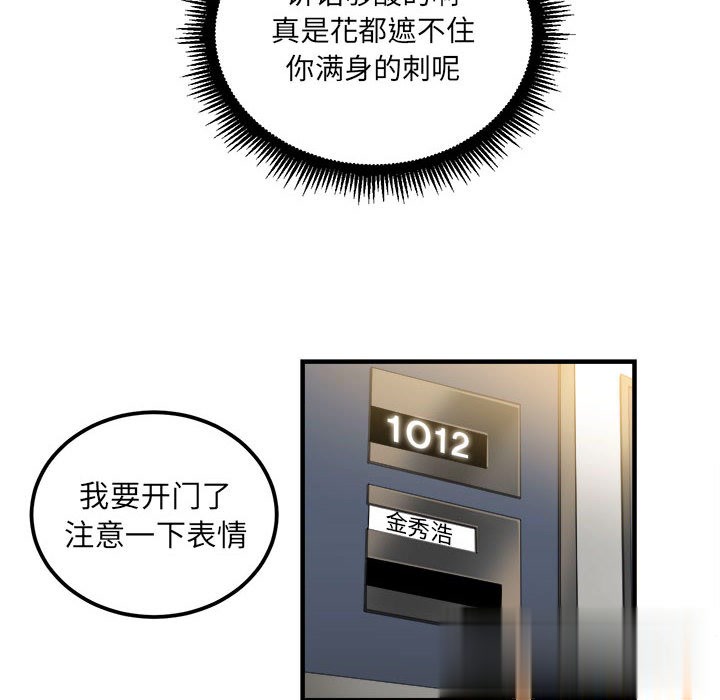 真是花都遮不住
你满身的刺呢
1012
金秀浩
我要开门了
注意一下表情